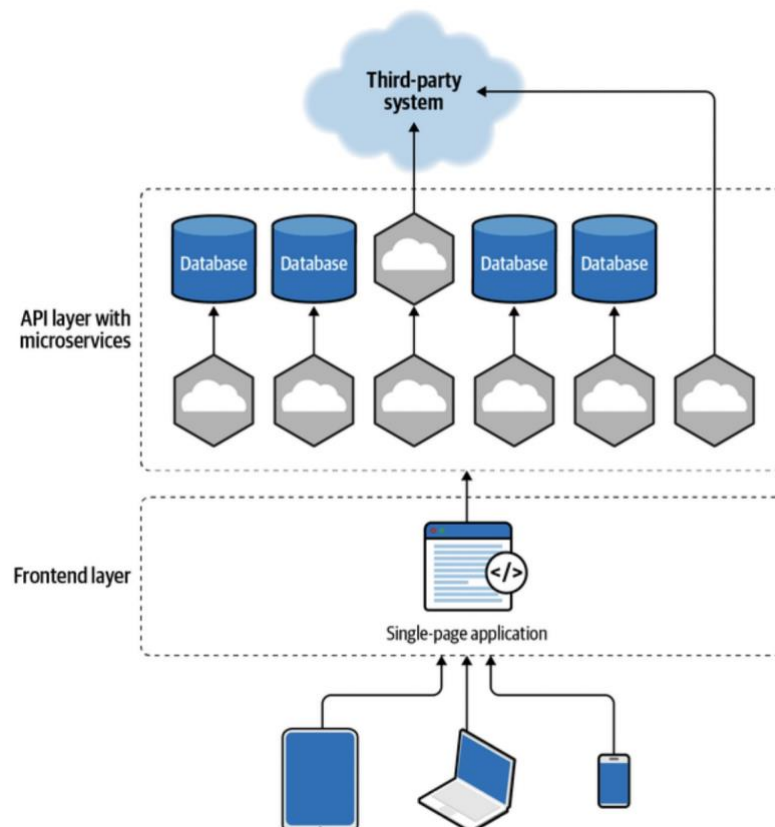 Third-party
system
Database
Database
Database
Database
API layer with
microservices
</>
Frontend layer
Single-page application